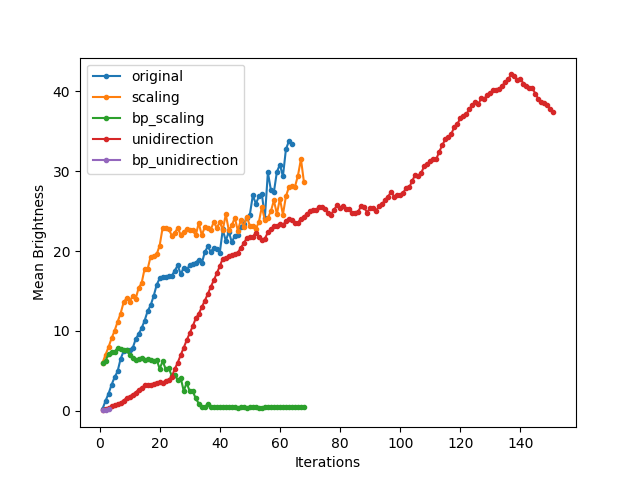 original
scaling
bp_scaling
unidirection
bp_unidirection
40
30
20
10
0
Mean Brightness
0 20 40 60 80 100 120 140
Iterations